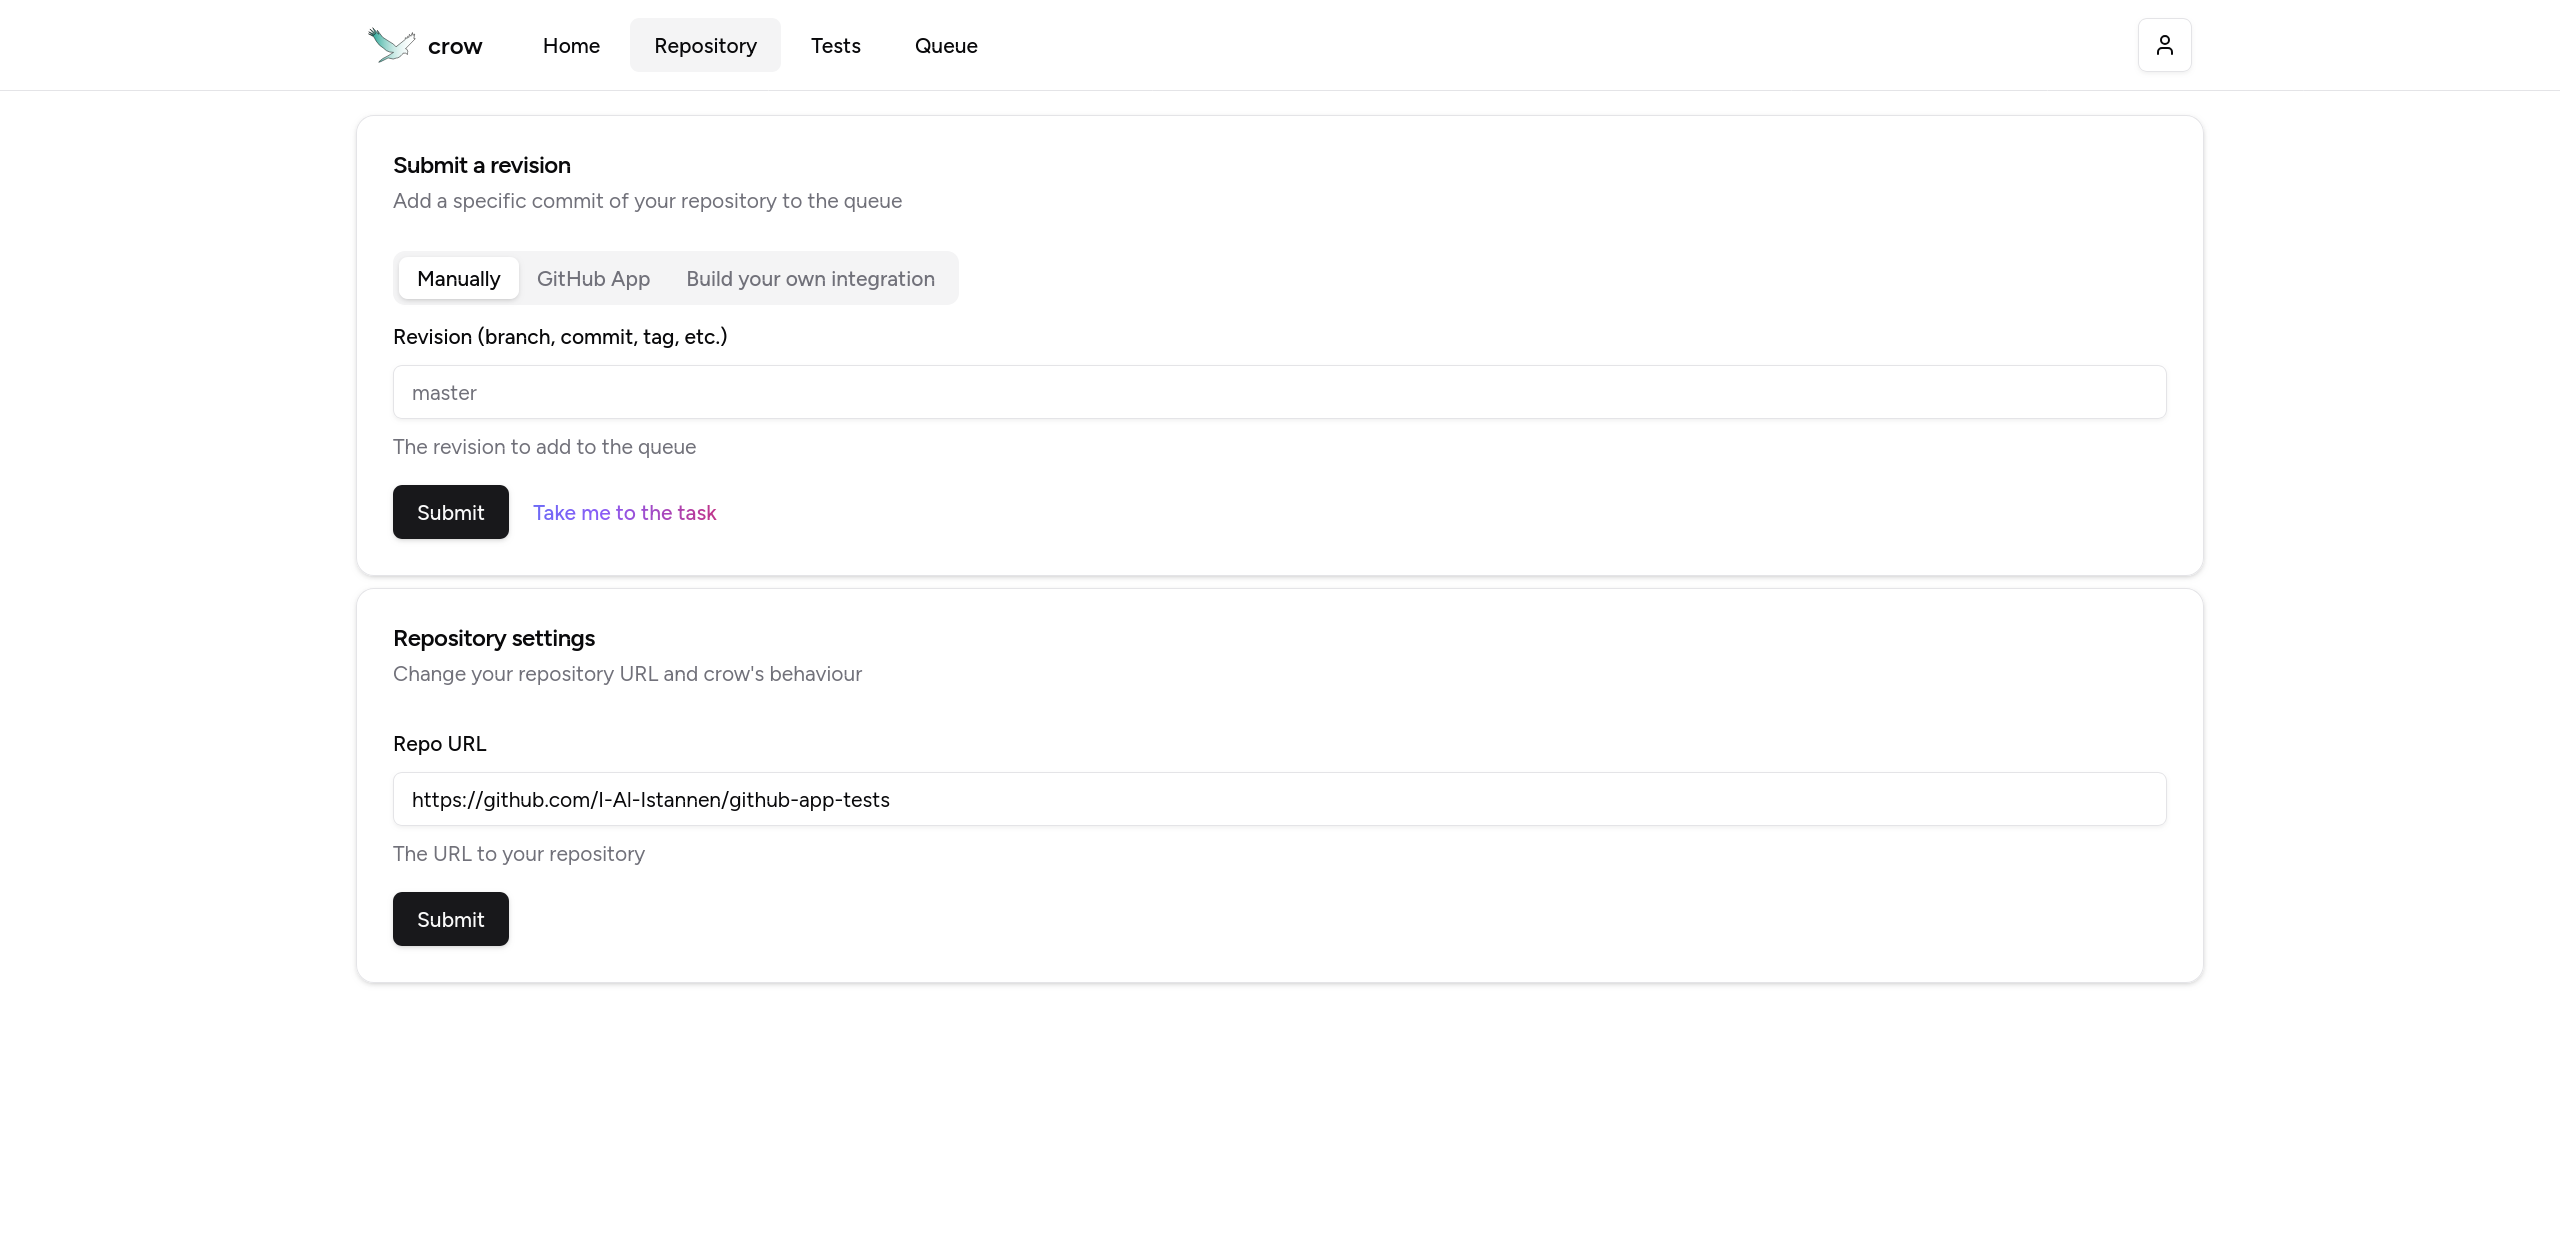 crow
Home
Repository
Tests
Queue
Submit a revision
Add a specific commit of your repository to the queue
Manually
GitHub App
Build your own integration
Revision (branch, commit, tag, etc.)
master
The revision to add to the queue
Submit
Take me to the task
Repository settings
Change your repository URL and crow's behaviour
Repo URL
https://github.com/I-Al-Istannen/github-app-tests
The URL to your repository
Submit